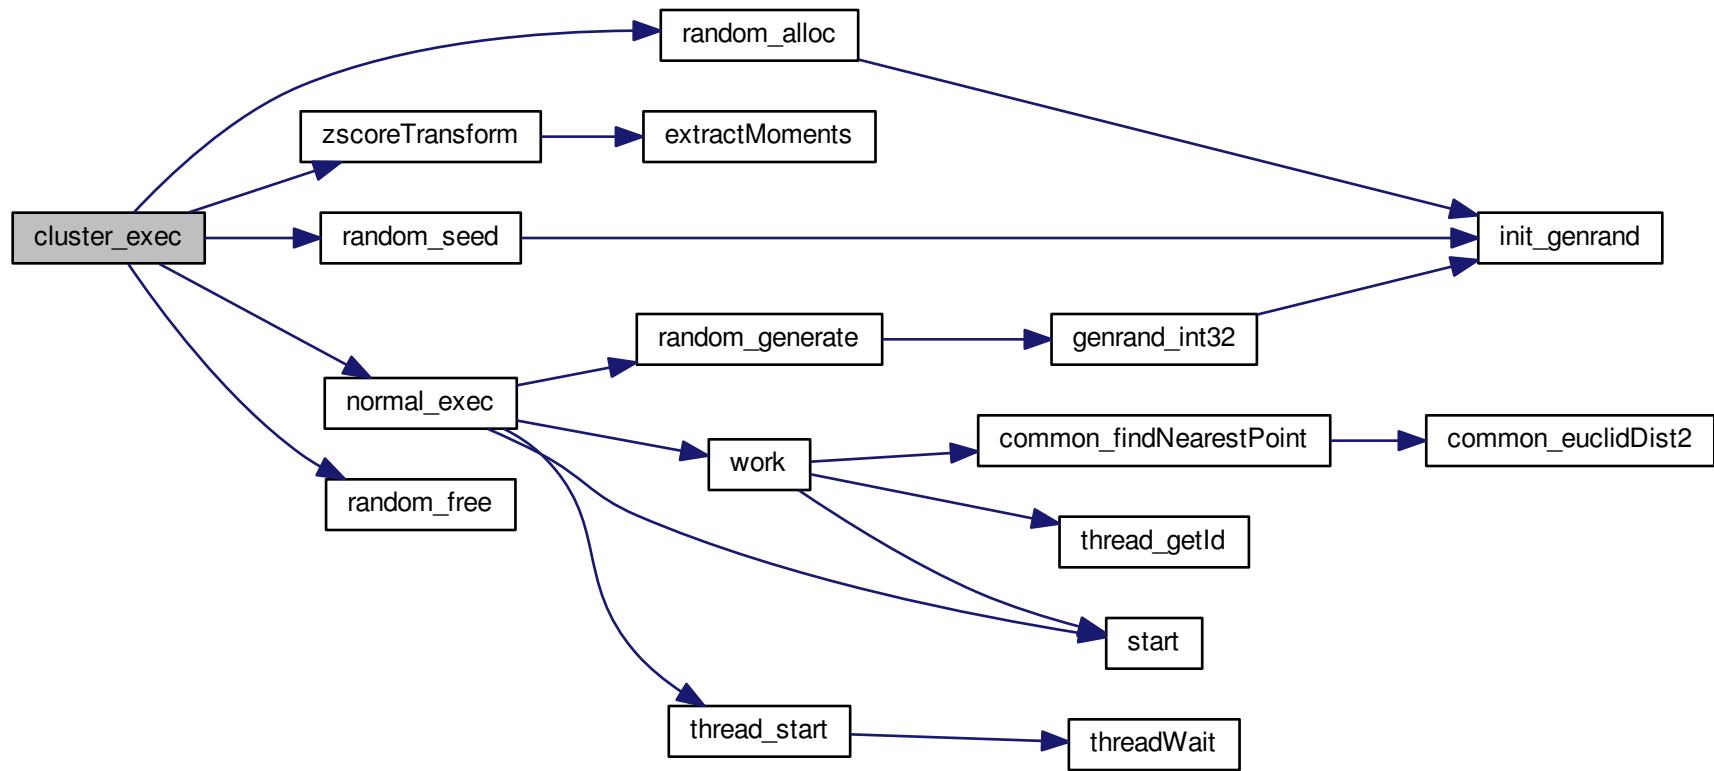 random_alloc
zscoreTransform
extractMoments
cluster_exec
random_seed
init_genrand
random_generate
genrand_int32
normal_exec
common_findNearestPoint
common_euclidDist2
work
random_free
thread_getId
start
thread_start
threadWait